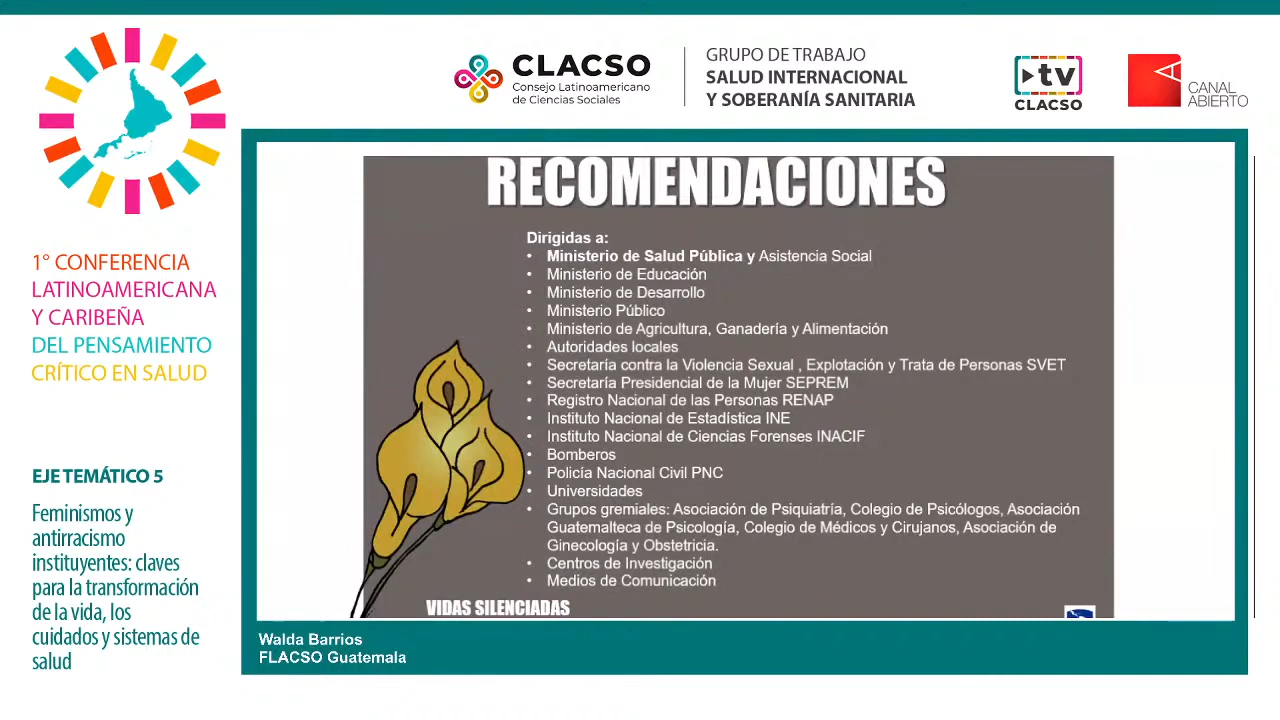 CLACSO
Consejo Latinoamericano
de Ciencias Sociales
GRUPO DE TRABAJO
SALUD INTERNACIONAL
Y SOBERANÍA SANITARIA
tv
CLACSO
CANAL
ABIERTO
1° CONFERENCIA
LATINOAMERICANA
Y CARIBEÑA
DEL PENSAMIENTO
CRÍTICO EN SALUD
EJE TEMÁTICO 5
Feminismos y
antirracismo
instituyentes: claves
para la transformación
de la vida, los
cuidados y sistemas de
salud
RECOMENDACIONES
Dirigidas a:
• Ministerio de Salud Pública y Asistencia Social
• Ministerio de Educación
• Ministerio de Desarrollo
• Ministerio Público
• Ministerio de Agricultura, Ganadería y Alimentación
• Autoridades locales
• Secretaría contra la Violencia Sexual , Explotación y Trata de Personas SVET
• Secretaría Presidencial de la Mujer SEPREM
• Registro Nacional de las Personas RENAP
• Instituto Nacional de Estadística INE
• Instituto Nacional de Ciencias Forenses INACIF
• Bomberos
• Policía Nacional Civil PNC
• Universidades
• Grupos gremiales: Asociación de Psiquiatría, Colegio de Psicólogos, Asociación
Guatemalteca de Psicología, Colegio de Médicos y Cirujanos, Asociación de
Ginecología y Obstetricia.
• Centros de Investigación
• Medios de Comunicación
VIDAS SILENCIADAS
Walda Barrios
FLACSO Guatemala